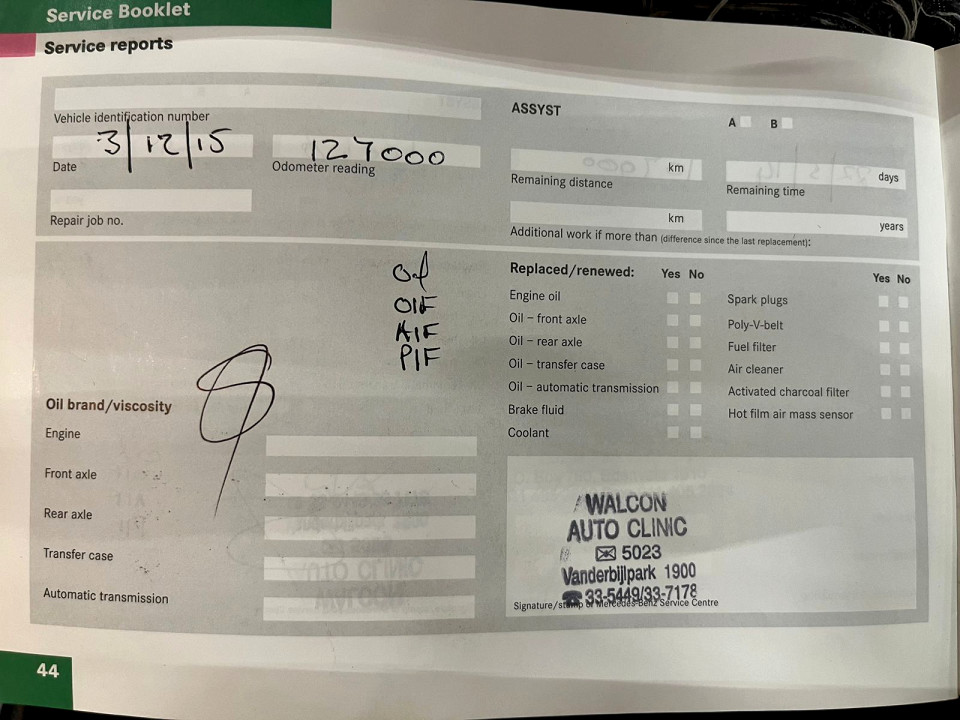 Service Booklet
Service reports
Vehicle identification number
3/12/15
Date
127000
Odometer reading
Repair job no.
ASSYST
A B
km
Remaining distance
days
Remaining time
km
years
Additional work if more than (difference since the last replacement):
Oil
O/F
A/F
P/F
Oil brand/viscosity
Engine
Front axle
Rear axle
Transfer case
Automatic transmission
Replaced/renewed: Yes No
Engine oil
Oil – front axle
Oil – rear axle
Oil – transfer case
Oil – automatic transmission
Brake fluid
Coolant
Yes No
Spark plugs
Poly-V-belt
Fuel filter
Air cleaner
Activated charcoal filter
Hot film air mass sensor
WALCON
AUTO CLINIC
✉ 5023
Vanderbijlpark 1900
☎ 33-5449/33-7178
Signature/stamp of Mercedes-Benz Service Centre
44